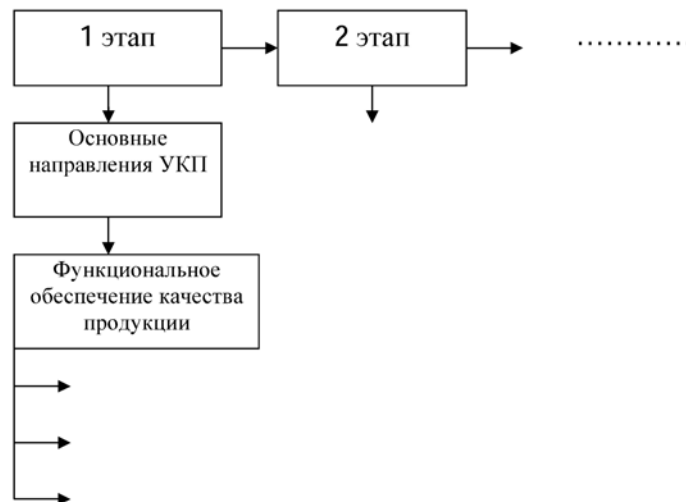 1 этап
2 этап
...........
Основные
направления УКП
Функциональное
обеспечение качества
продукции